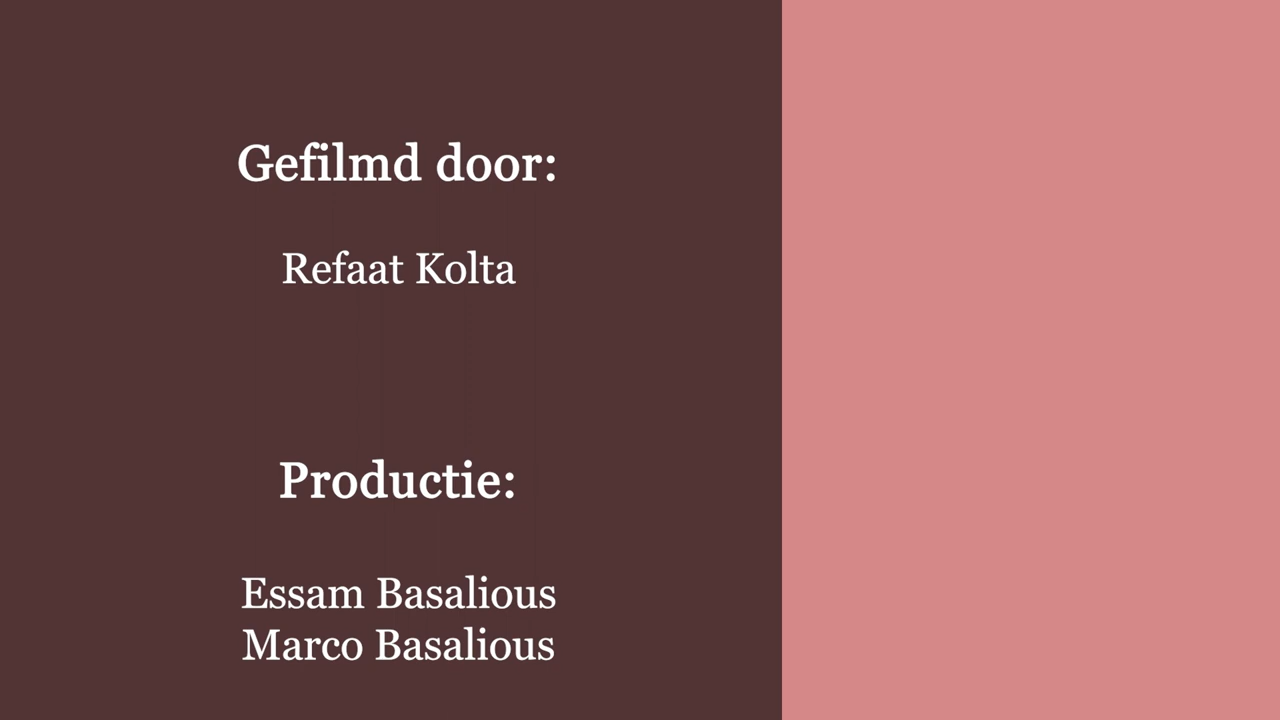 Gefilmd door:
Refaat Kolta
Productie:
Essam Basalious
Marco Basalious